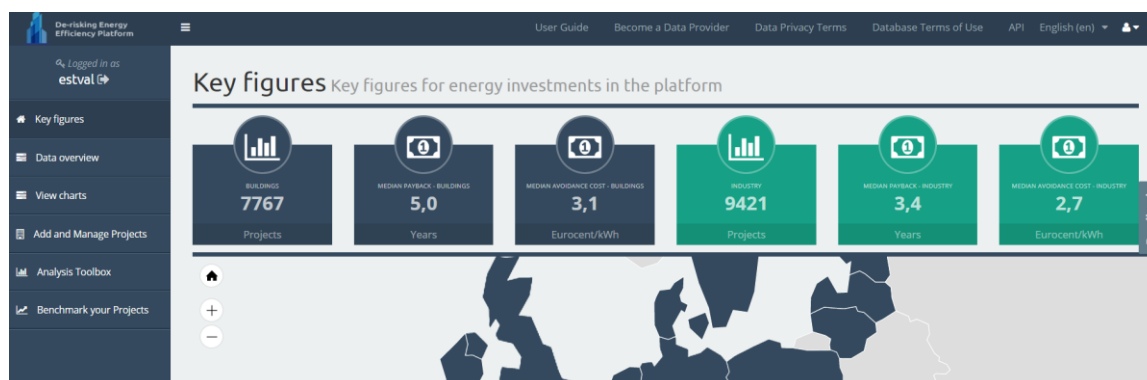 De-risking Energy
Efficiency Platform
User Guide
Become a Data Provider
Data Privacy Terms
Database Terms of Use
API
English (en)
Logged in as
estval
Key figures
Data overview
View charts
Add and Manage Projects
Analysis Toolbox
Benchmark your Projects
Key figures Key figures for energy investments in the platform
BUILDINGS
7767
Projects
MEDIAN PAYBACK - BUILDINGS
5,0
Years
MEDIAN AVOIDANCE COST - BUILDINGS
3,1
Eurocent/kWh
INDUSTRY
9421
Projects
MEDIAN PAYBACK - INDUSTRY
3,4
Years
MEDIAN AVOIDANCE COST - INDUSTRY
2,7
Eurocent/kWh